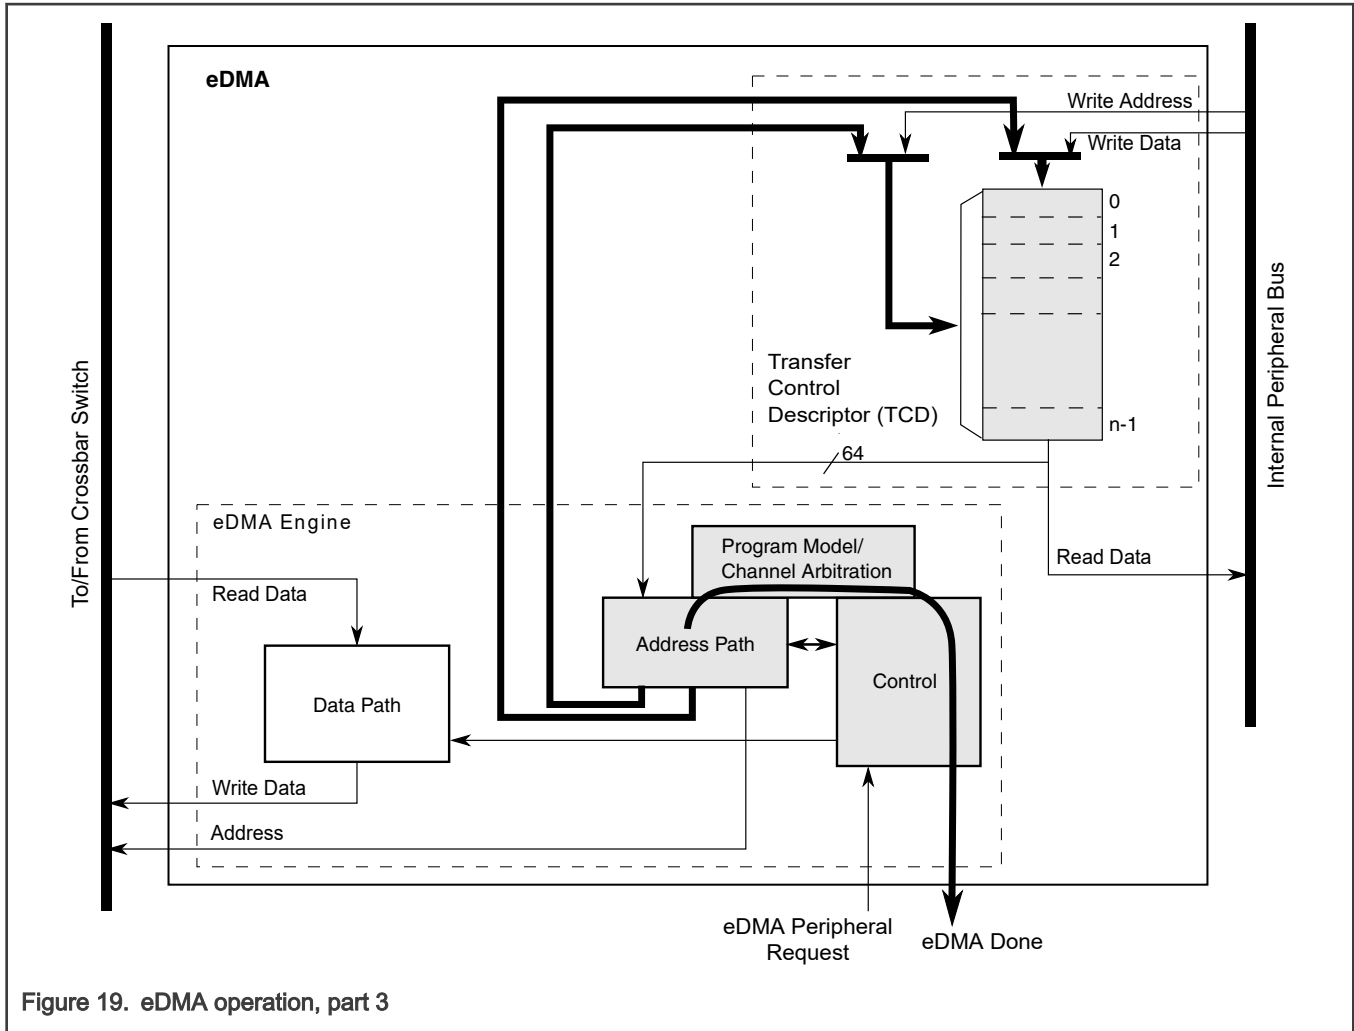 eDMA
Write Address
Write Data
0
1
2
n-1
Transfer
Control
Descriptor (TCD)
64
To/From Crossbar Switch
Internal Peripheral Bus
eDMA Engine
Program Model/
Channel Arbitration
Read Data
Read Data
Address Path
Control
Data Path
Write Data
Address
eDMA Peripheral
Request
eDMA Done
Figure 19. eDMA operation, part 3